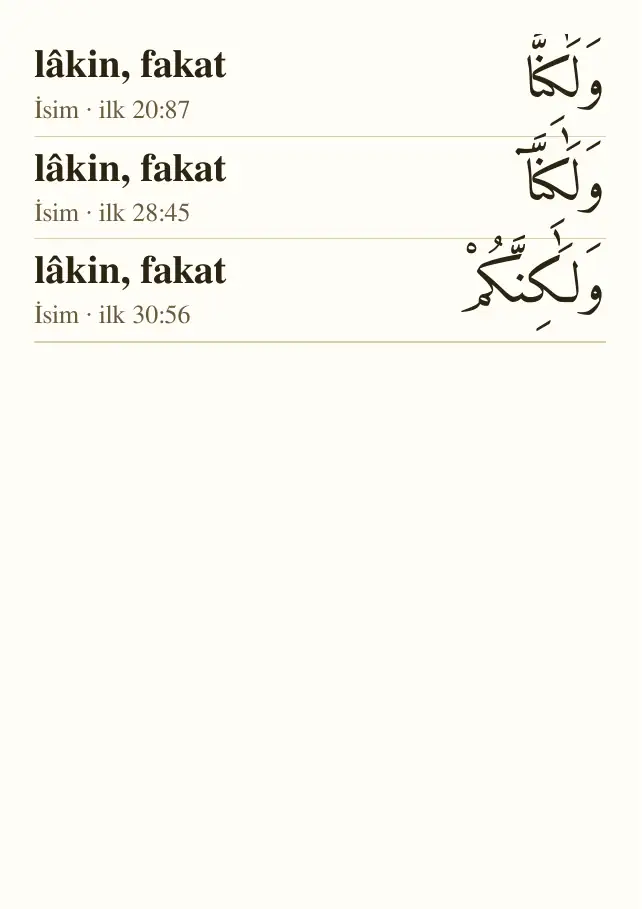 lâkin, fakat وَلَٰكِنَّا
İsim · ilk 20:87
lâkin, fakat وَلَٰكِنَّآ
İsim · ilk 28:45
lâkin, fakat وَلَٰكِنَّكُمْ
İsim · ilk 30:56